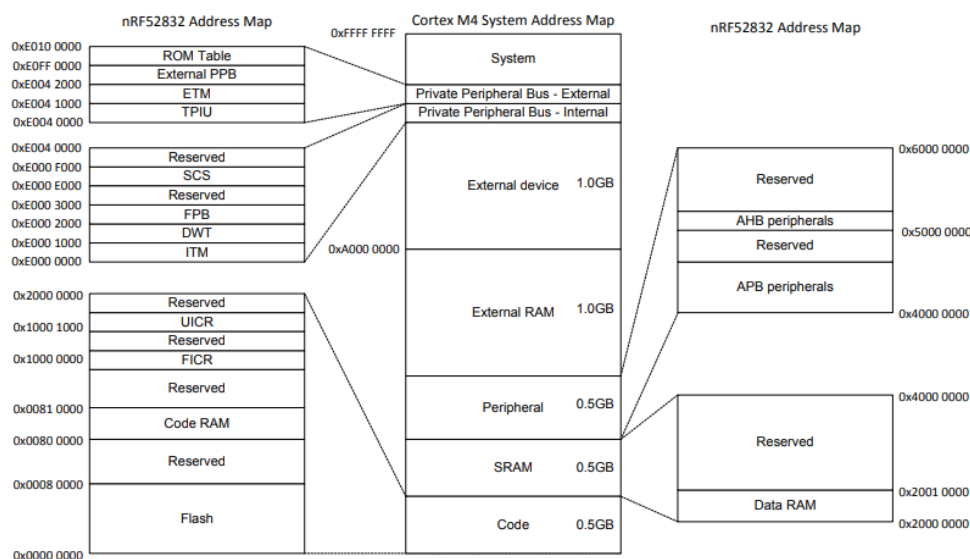 nRF52832 Address Map
0xE010 0000
ROM Table
0xE0FF 0000
External PPB
0xE004 2000
ETM
0xE004 1000
TPIU
0xE004 0000
0xE004 0000
Reserved
0xE000 F000
SCS
0xE000 E000
Reserved
0xE000 3000
FPB
0xE000 2000
DWT
0xE000 1000
ITM
0xE000 0000
0x2000 0000
Reserved
UICR
0x1000 1000
Reserved
0x1000 0000
FICR
Reserved
0x0081 0000
Code RAM
0x0080 0000
Reserved
0x0008 0000
Flash
0x0000 0000
Cortex M4 System Address Map
0xFFFF FFFF
System
Private Peripheral Bus - External
Private Peripheral Bus - Internal
External device 1.0GB
0xA000 0000
External RAM 1.0GB
Peripheral 0.5GB
SRAM 0.5GB
Code 0.5GB
nRF52832 Address Map
0x6000 0000
Reserved
AHB peripherals
0x5000 0000
Reserved
APB peripherals
0x4000 0000
0x4000 0000
Reserved
0x2001 0000
Data RAM
0x2000 0000